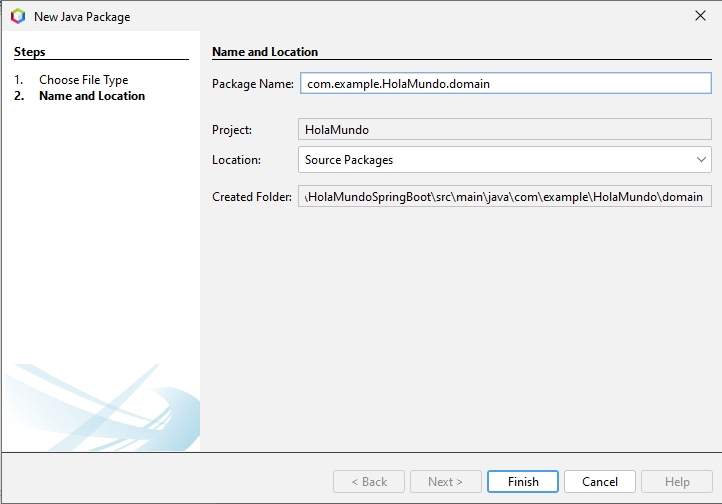 New Java Package
Steps
1. Choose File Type
2. Name and Location
Name and Location
Package Name: com.example.HolaMundo.domain
Project: HolaMundo
Location: Source Packages
Created Folder: \HolaMundoSpringBoot\src\main\java\com\example\HolaMundo\domain
< Back Next > Finish Cancel Help